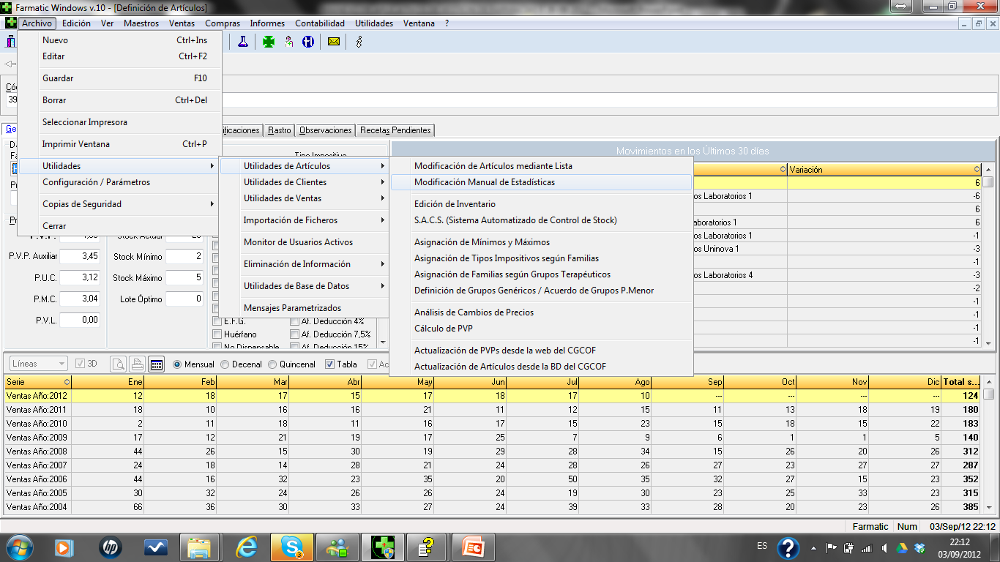 Farmatic Windows v.10 - [Definición de Artículos]
Archivo Edición Ver Maestros Ventas Compras Informes Contabilidad Utilidades Ventana ?
Nuevo Ctrl+Ins
Editar Ctrl+F2
Guardar F10
Borrar Ctrl+Del
Seleccionar Impresora
Imprimir Ventana Ctrl+P
Utilidades
Configuración / Parámetros
Copias de Seguridad
Cerrar
Utilidades de Artículos
Utilidades de Clientes
Utilidades de Ventas
Importación de Ficheros
Monitor de Usuarios Activos
Eliminación de Información
Utilidades de Base de Datos
Mensajes Parametrizados
Modificación de Artículos mediante Lista
Modificación Manual de Estadísticas
Edición de Inventario
S.A.C.S. (Sistema Automatizado de Control de Stock)
Asignación de Mínimos y Máximos
Asignación de Tipos Impositivos según Familias
Asignación de Familias según Grupos Terapéuticos
Definición de Grupos Genéricos / Acuerdo de Grupos P.Menor
Análisis de Cambios de Precios
Cálculo de PVP
Actualización de PVPs desde la web del CGCOF
Actualización de Artículos desde la BD del CGCOF
Rastro Observaciones Recetas Pendientes
Movimientos en los Últimos 30 días
Variación
6
os Laboratorios 1 -6
6
aboratorios 1 6
os Laboratorios 1 -1
os Uninova 1 -3
-1
os Laboratorios 4 -3
-2
-1
-1
-1
-1
P.V.P. Auxiliar 3,45 Stock Mínimo 2
P.U.C. 3,12 Stock Máximo 5
P.M.C. 3,04 Lote Óptimo 0
P.V.L. 0,00
E.F.G. Af. Deducción 4%
Huérfano Af. Deducción 7,5%
No Dispensable Af. Deducción 15%
Líneas 3D Mensual Decenal Quincenal Tabla
Serie Ene Feb Mar Abr May Jun Jul Ago Sep Oct Nov Dic Total s...
Ventas Año:2012 12 18 17 15 17 18 17 10 --- --- --- --- 124
Ventas Año:2011 18 10 16 16 21 11 12 15 11 13 18 19 180
Ventas Año:2010 2 11 18 11 16 17 15 23 15 18 15 22 183
Ventas Año:2009 17 12 21 19 17 25 7 9 6 1 1 5 140
Ventas Año:2008 44 26 15 30 19 29 28 34 15 26 20 26 312
Ventas Año:2007 24 18 14 28 21 24 28 26 27 23 27 27 287
Ventas Año:2006 44 16 32 23 35 20 50 35 32 27 15 23 352
Ventas Año:2005 30 32 24 26 26 24 19 30 23 25 33 23 315
Ventas Año:2004 66 36 30 33 27 24 39 33 28 20 23 26 385
Farmatic Num 03/Sep/12 22:12
ES 22:12
03/09/2012